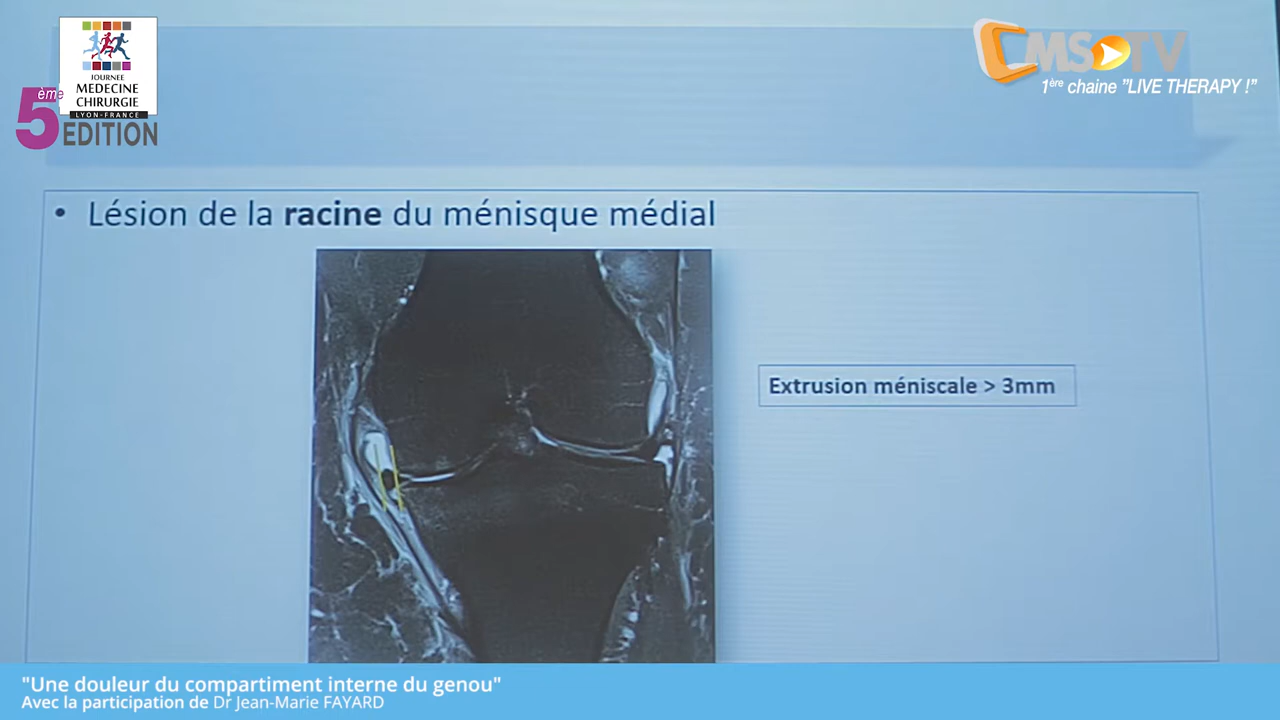 JOURNEE
MEDECINE
CHIRURGIE
LYON-FRANCE
5ème
EDITION
CMS TV
1ère chaine "LIVE THERAPY !"
• Lésion de la racine du ménisque médial
Extrusion méniscale > 3mm
"Une douleur du compartiment interne du genou"
Avec la participation de Dr Jean-Marie FAYARD